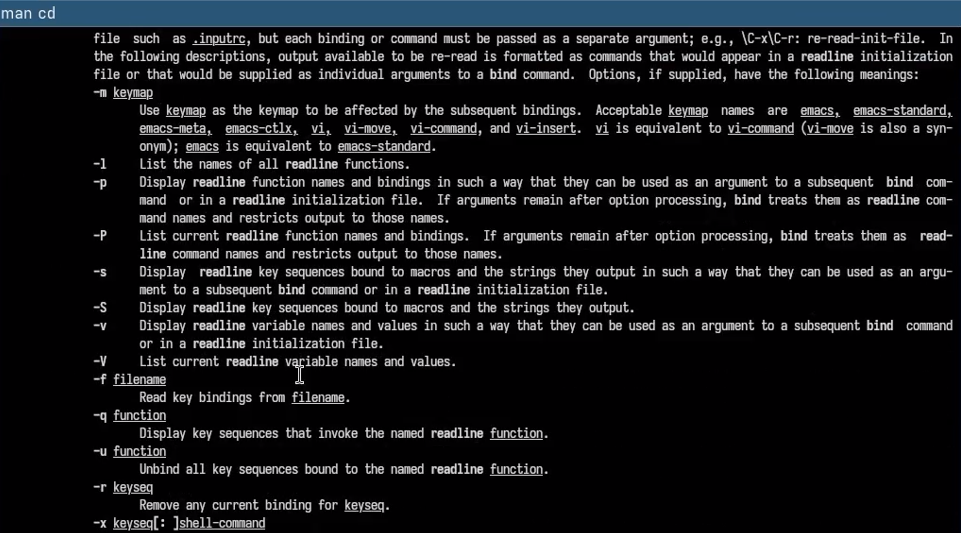 man cd
file such as .inputrc, but each binding or command must be passed as a separate argument; e.g., \C-x\C-r: re-read-init-file. In
the following descriptions, output available to be re-read is formatted as commands that would appear in a readline initialization
file or that would be supplied as individual arguments to a bind command. Options, if supplied, have the following meanings:
-m keymap
Use keymap as the keymap to be affected by the subsequent bindings. Acceptable keymap names are emacs, emacs-standard,
emacs-meta, emacs-ctlx, vi, vi-move, vi-command, and vi-insert. vi is equivalent to vi-command (vi-move is also a syn-
onym); emacs is equivalent to emacs-standard.
-l List the names of all readline functions.
-p Display readline function names and bindings in such a way that they can be used as an argument to a subsequent bind com-
mand or in a readline initialization file. If arguments remain after option processing, bind treats them as readline com-
mand names and restricts output to those names.
-P List current readline function names and bindings. If arguments remain after option processing, bind treats them as read-
line command names and restricts output to those names.
-s Display readline key sequences bound to macros and the strings they output in such a way that they can be used as an argu-
ment to a subsequent bind command or in a readline initialization file.
-S Display readline key sequences bound to macros and the strings they output.
-v Display readline variable names and values in such a way that they can be used as an argument to a subsequent bind command
or in a readline initialization file.
-V List current readline variable names and values.
-f filename
Read key bindings from filename.
-q function
Display key sequences that invoke the named readline function.
-u function
Unbind all key sequences bound to the named readline function.
-r keyseq
Remove any current binding for keyseq.
-x keyseq[: ]shell-command